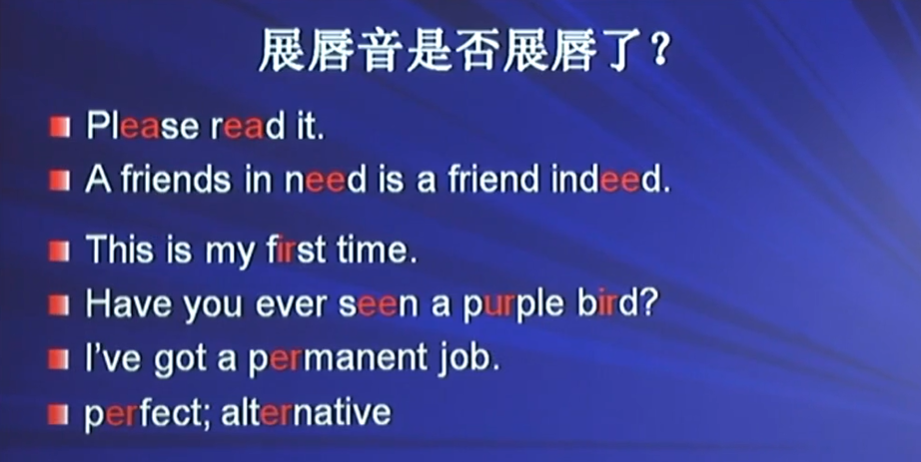 展唇音是否展唇了?
Please read it.
A friends in need is a friend indeed.
This is my first time.
Have you ever seen a purple bird?
I've got a permanent job.
perfect; alternative